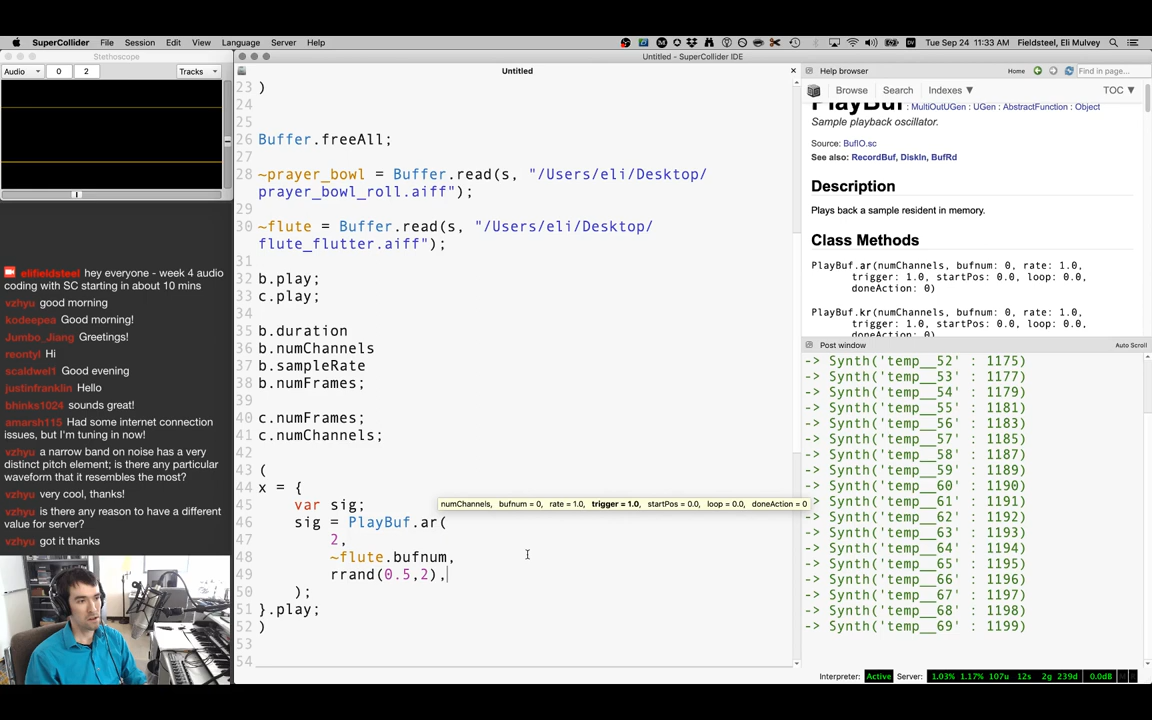 SuperCollider File Session Edit View Language Server Help
Tue Sep 24 11:33 AM Fieldsteel, Eli Mulvey
Stethoscope
Audio 0 2 Tracks
elifieldsteel hey everyone - week 4 audio
coding with SC starting in about 10 mins
vzhyu good morning
kodeepea Good morning!
Jumbo_Jiang Greetings!
reontyl Hi
scaldwel1 Good evening
justinfranklin Hello
bhinks1024 sounds great!
amarsh115 Had some internet connection
issues, but I'm tuning in now!
vzhyu a narrow band on noise has a very
distinct pitch element; is there any particular
waveform that it resembles the most?
vzhyu very cool, thanks!
vzhyu is there any reason to have a different
value for server?
vzhyu got it thanks
Untitled - SuperCollider IDE
Untitled
23 )
24
25
26 Buffer.freeAll;
27
28 ~prayer_bowl = Buffer.read(s, "/Users/eli/Desktop/
prayer_bowl_roll.aiff");
29
30 ~flute = Buffer.read(s, "/Users/eli/Desktop/
flute_flutter.aiff");
31
32 b.play;
33 c.play;
34
35 b.duration
36 b.numChannels
37 b.sampleRate
38 b.numFrames;
39
40 c.numFrames;
41 c.numChannels;
42
43 (
44 x = {
45 var sig;
numChannels, bufnum = 0, rate = 1.0, trigger = 1.0, startPos = 0.0, loop = 0.0, doneAction = 0
46 sig = PlayBuf.ar(
47 2,
48 ~flute.bufnum,
49 rrand(0.5,2),
50 );
51 }.play;
52 )
53
54
Help browser Home Find in page...
Browse Search Indexes ▼ TOC ▼
PlayBuf : MultiOutUGen : UGen : AbstractFunction : Object
Sample playback oscillator.
Source: BufIO.sc
See also: RecordBuf, DiskIn, BufRd
Description
Plays back a sample resident in memory.
Class Methods
PlayBuf.ar(numChannels, bufnum: 0, rate: 1.0,
trigger: 1.0, startPos: 0.0, loop: 0.0,
doneAction: 0)
PlayBuf.kr(numChannels, bufnum: 0, rate: 1.0,
trigger: 1.0, startPos: 0.0, loop: 0.0,
doneAction: 0)
Post window Auto Scroll
-> Synth('temp__52' : 1175)
-> Synth('temp__53' : 1177)
-> Synth('temp__54' : 1179)
-> Synth('temp__55' : 1181)
-> Synth('temp__56' : 1183)
-> Synth('temp__57' : 1185)
-> Synth('temp__58' : 1187)
-> Synth('temp__59' : 1189)
-> Synth('temp__60' : 1190)
-> Synth('temp__61' : 1191)
-> Synth('temp__62' : 1192)
-> Synth('temp__63' : 1193)
-> Synth('temp__64' : 1194)
-> Synth('temp__65' : 1195)
-> Synth('temp__66' : 1196)
-> Synth('temp__67' : 1197)
-> Synth('temp__68' : 1198)
-> Synth('temp__69' : 1199)
Interpreter: Active Server: 1.03% 1.17% 107u 12s 2g 239d 0.0dB M R